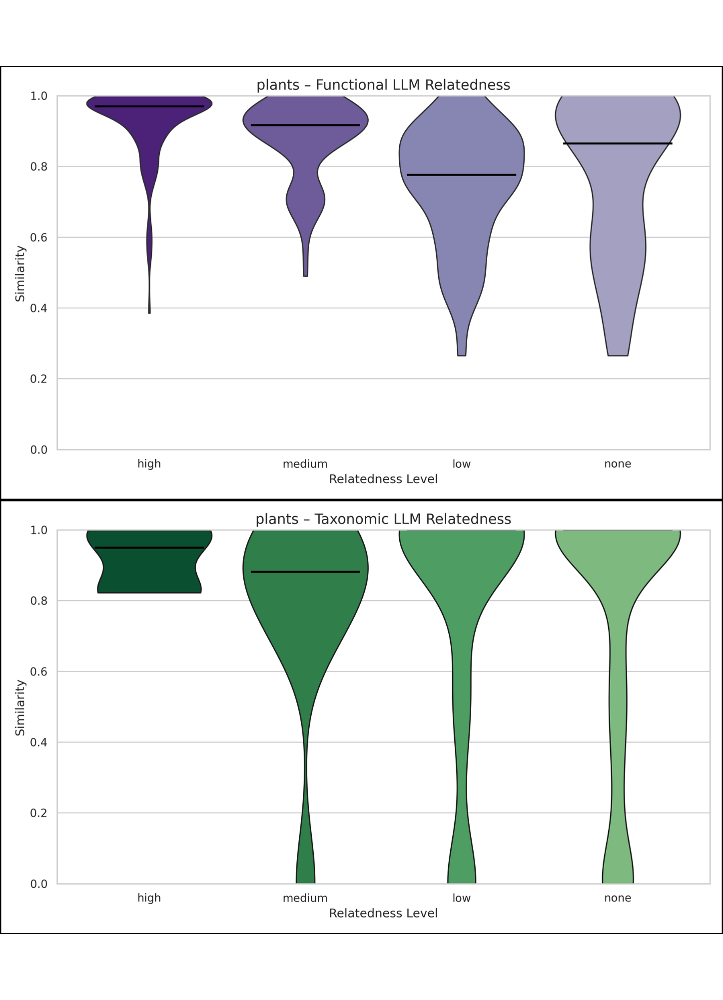 plants – Functional LLM Relatedness
1.0
0.8
0.6
0.4
0.2
0.0
Similarity
high medium low none
Relatedness Level
plants – Taxonomic LLM Relatedness
1.0
0.8
0.6
0.4
0.2
0.0
Similarity
high medium low none
Relatedness Level